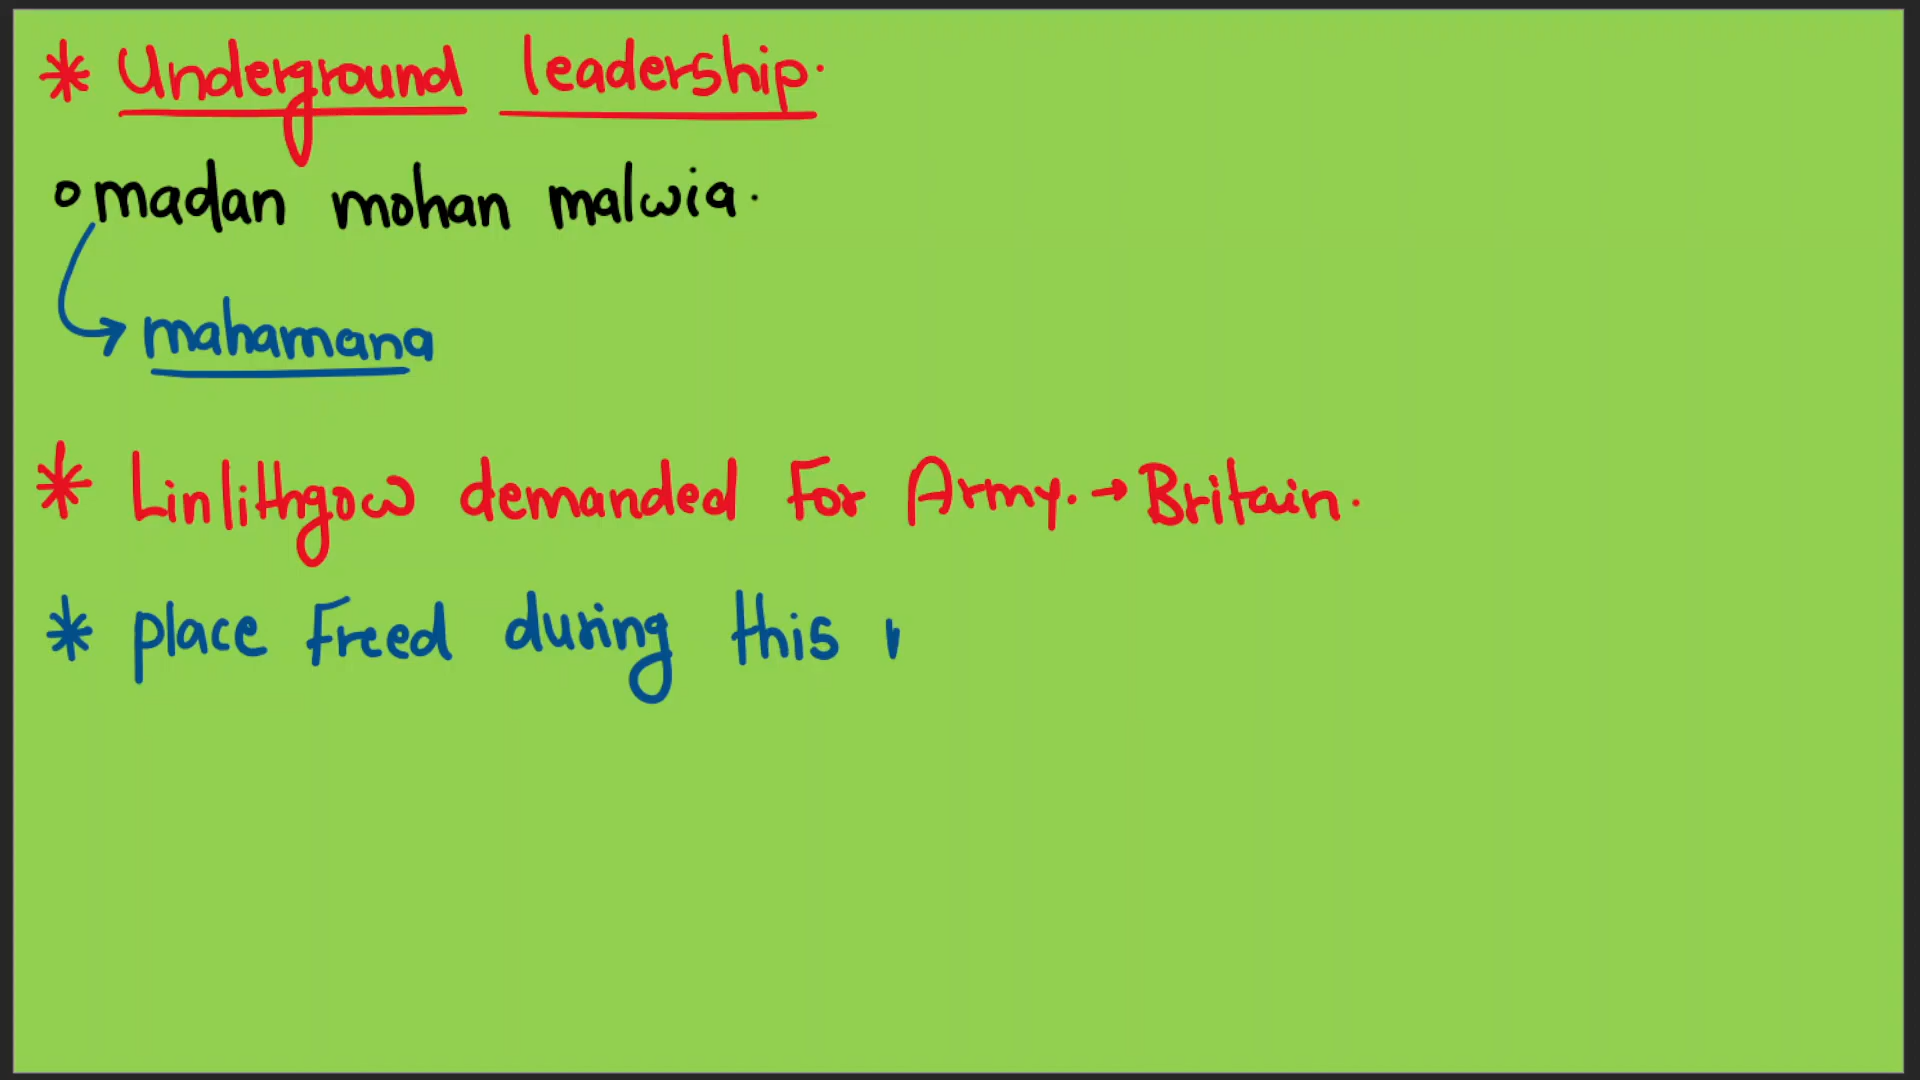 * Underground leadership.
o madan mohan malwia.
→ mahamana
* Linlithgow demanded For Army. → Britain.
* place Freed during this